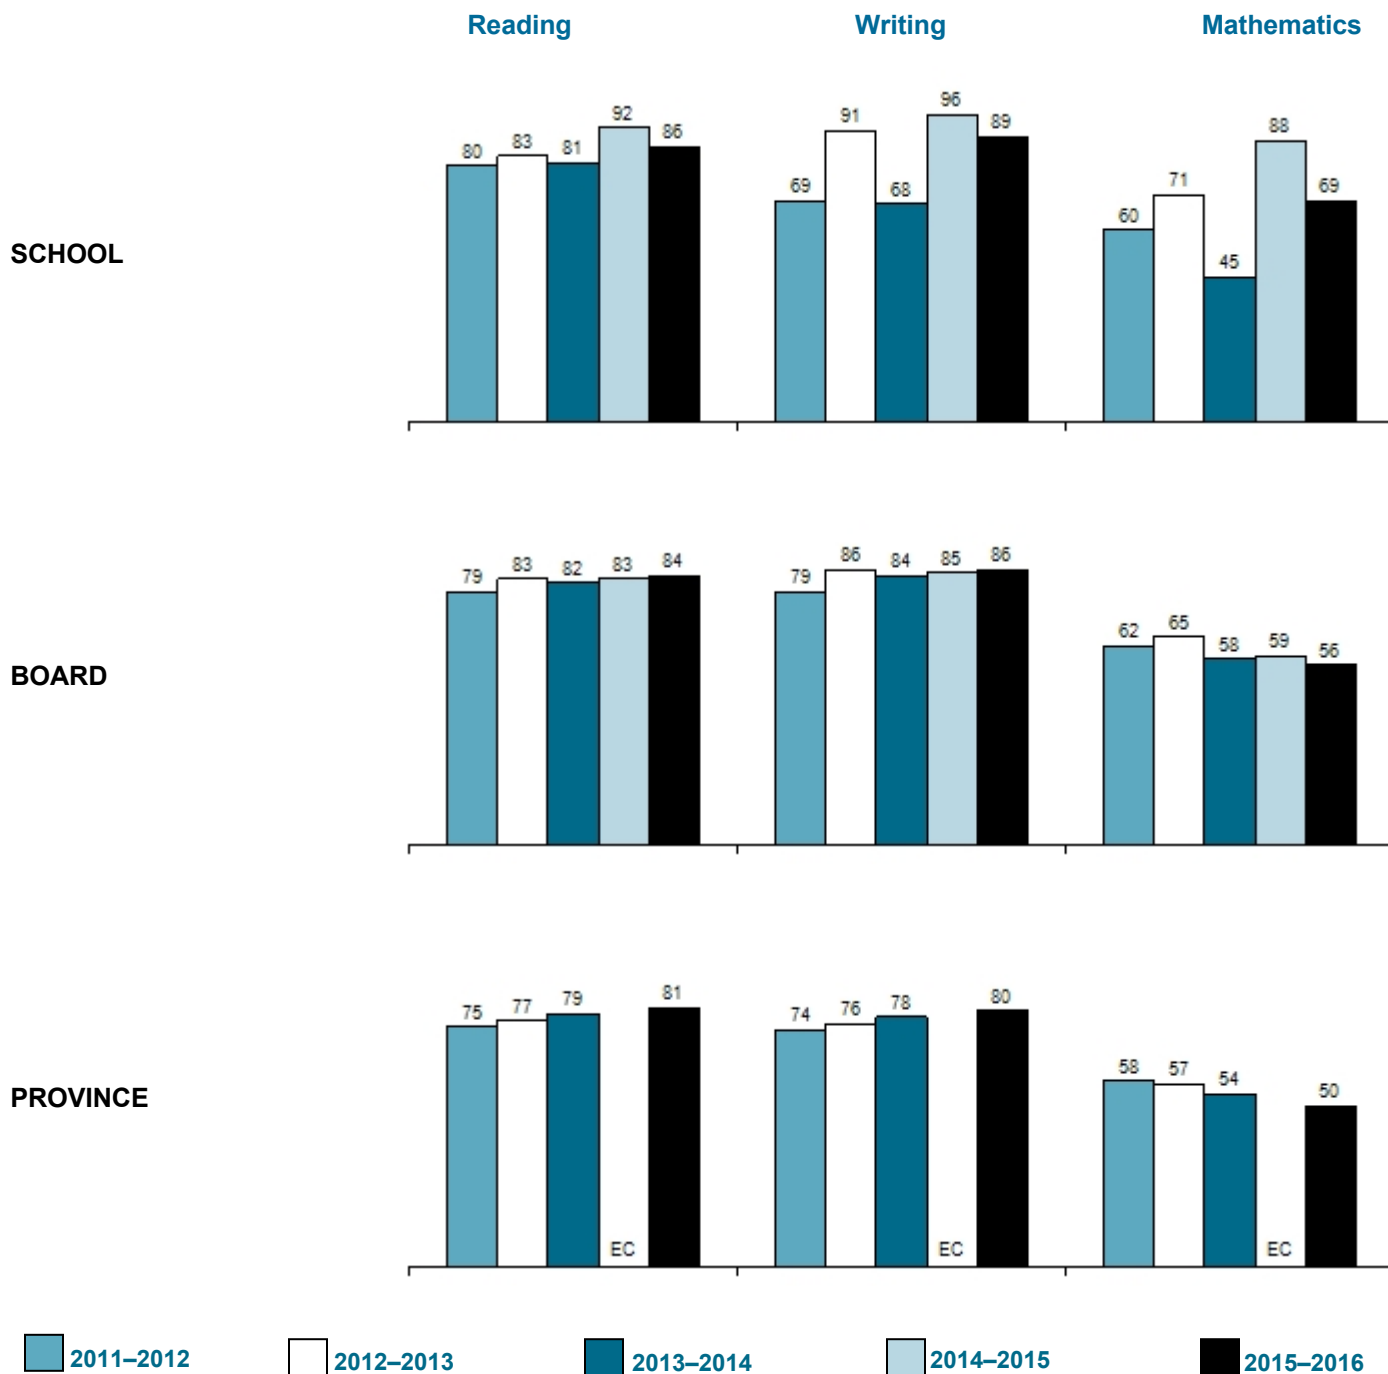 Reading Writing Mathematics
SCHOOL
80 83 81 92 86 69 91 68 96 89 60 71 45 88 69
BOARD
79 83 82 83 84 79 86 84 85 86 62 65 58 59 56
PROVINCE
75 77 79 EC 81 74 76 78 EC 80 58 57 54 EC 50
2011–2012 2012–2013 2013–2014 2014–2015 2015–2016